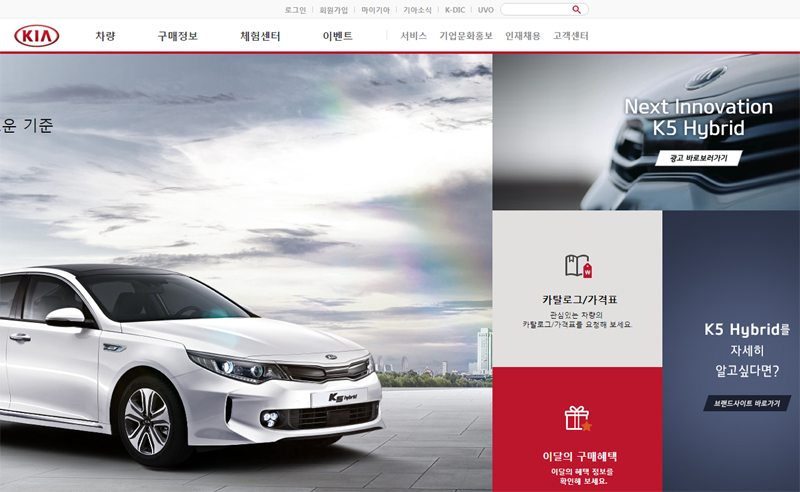 로그인 회원가입 마이기아 기아소식 K-DIC UVO
KIA 차량 구매정보 체험센터 이벤트 서비스 기업문화홍보 인재채용 고객센터
운 기준
Next Innovation
K5 Hybrid
광고 바로보러가기
카탈로그/가격표
관심있는 차량의
카탈로그/가격표를 요청해 보세요.
K5 Hybrid를
자세히
알고싶다면?
브랜드사이트 바로가기
이달의 구매혜택
이달의 혜택 정보를
확인해 보세요.
K5 hybrid